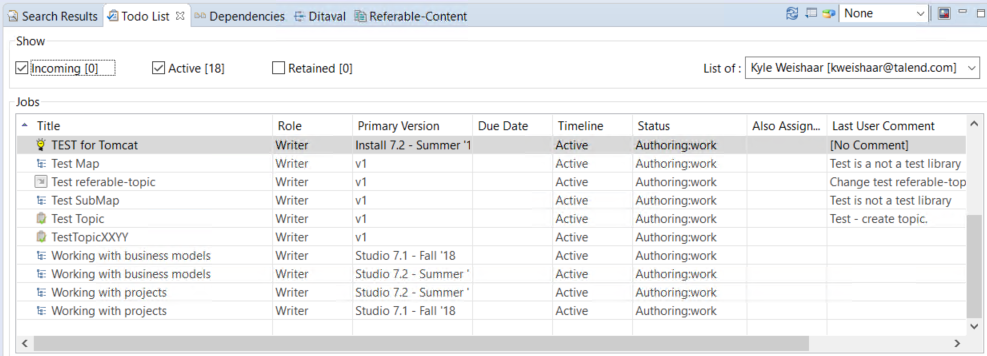 Search Results Todo List Dependencies Ditaval Referable-Content None
Show
Incoming [0] Active [18] Retained [0] List of : Kyle Weishaar [kweishaar@talend.com]
Jobs
Title Role Primary Version Due Date Timeline Status Also Assign... Last User Comment
TEST for Tomcat Writer Install 7.2 - Summer '1 Active Authoring:work [No Comment]
Test Map Writer v1 Active Authoring:work Test is a not a test library
Test referable-topic Writer v1 Active Authoring:work Change test referable-top
Test SubMap Writer v1 Active Authoring:work Test is not a test library
Test Topic Writer v1 Active Authoring:work Test - create topic.
TestTopicXXYY Writer v1 Active Authoring:work
Working with business models Writer Studio 7.1 - Fall '18 Active Authoring:work
Working with business models Writer Studio 7.2 - Summer ' Active Authoring:work
Working with projects Writer Studio 7.2 - Summer ' Active Authoring:work
Working with projects Writer Studio 7.1 - Fall '18 Active Authoring:work